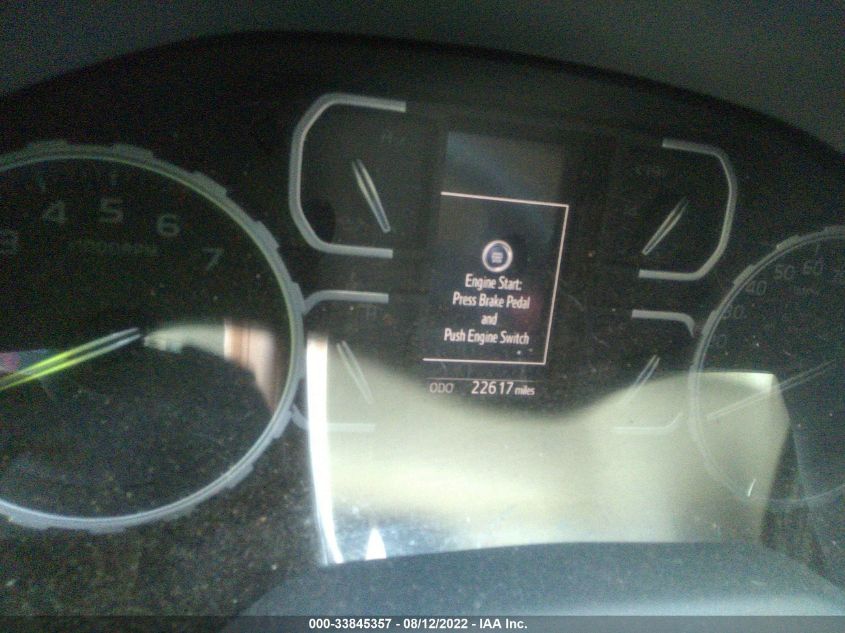 4 5 6 7
Engine Start:
Press Brake Pedal
and
Push Engine Switch
ODO 22617 miles
40 50 60
000-33845357 - 08/12/2022 - IAA Inc.